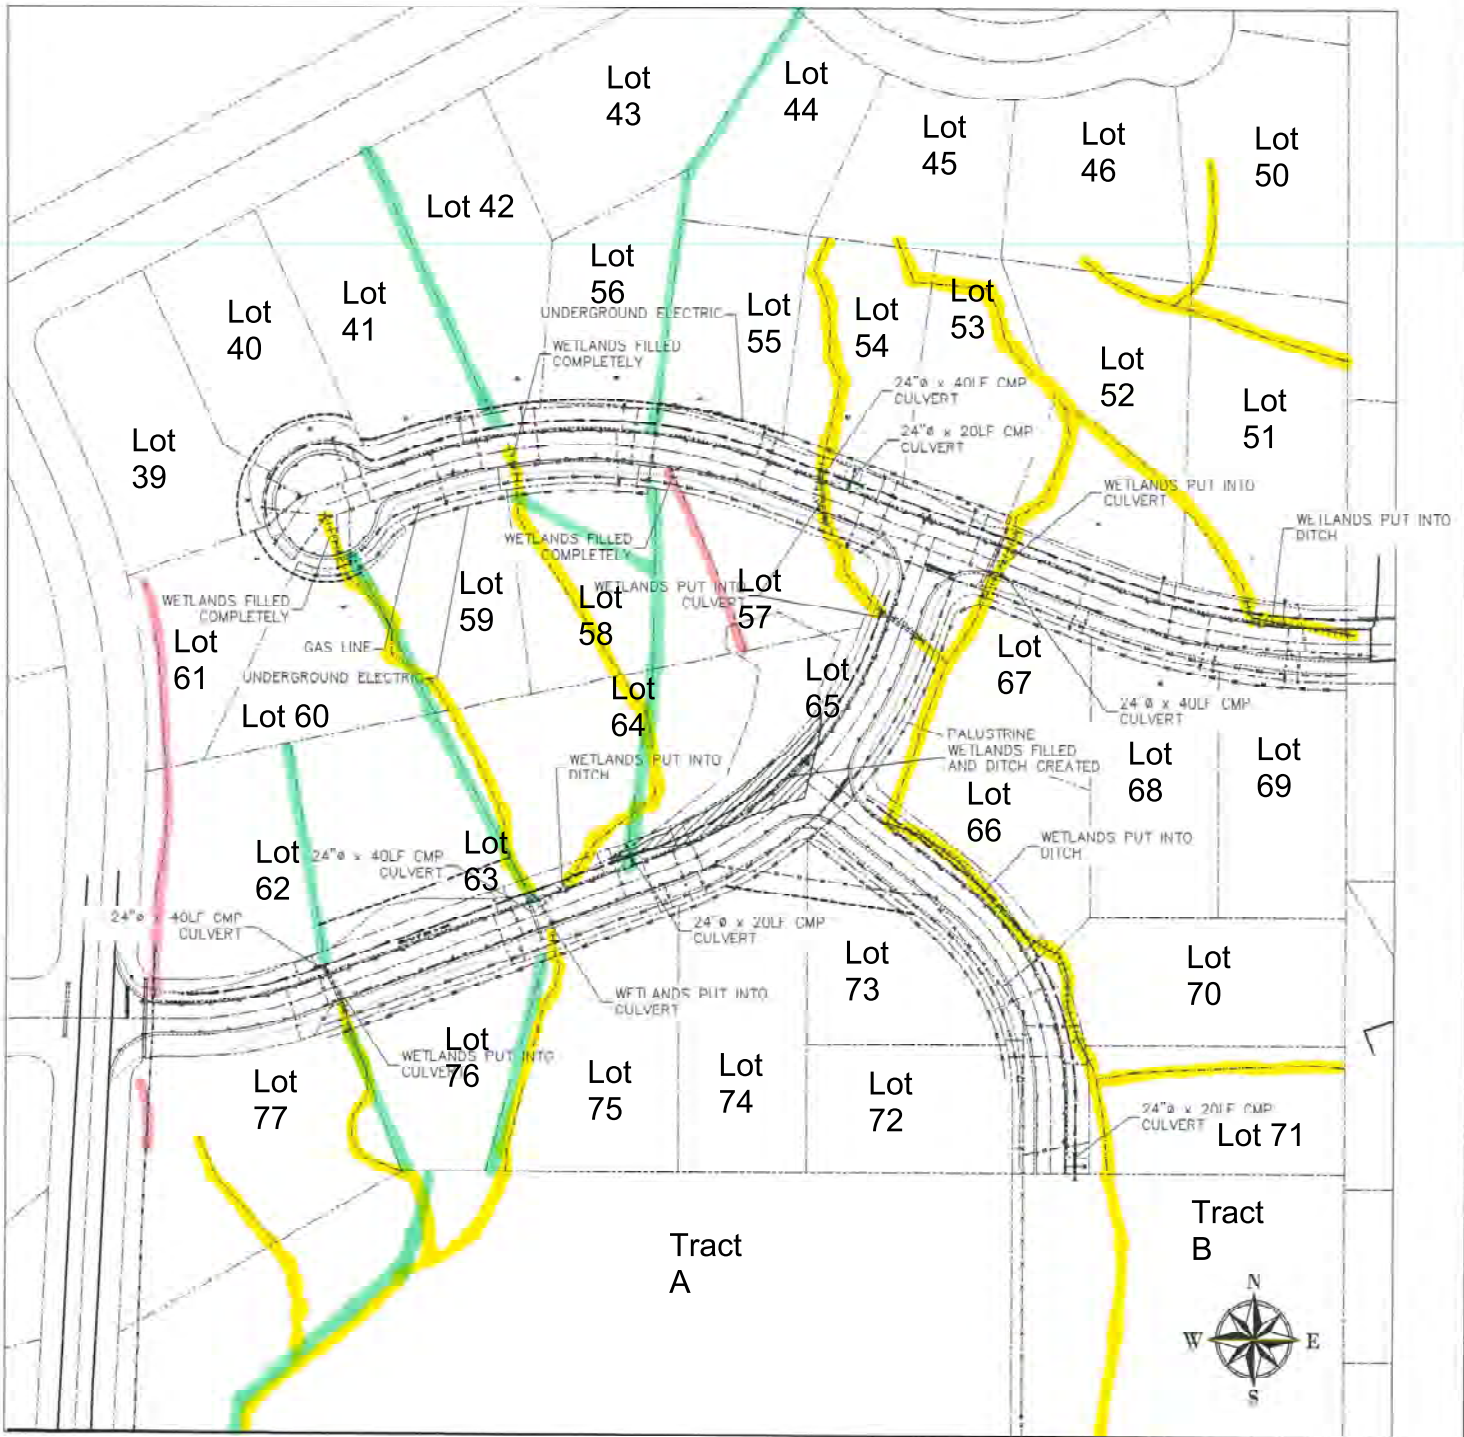 Lot
43
Lot
44
Lot
45
Lot
46
Lot
50
Lot 42
Lot
56
Lot
41
Lot
40
UNDERGROUND ELECTRIC
Lot
55
Lot
54
Lot
53
WETLANDS FILLED
COMPLETELY
Lot
52
24"Ø x 40LF CMP
CULVERT
Lot
51
Lot
39
24"Ø x 20LF CMP
CULVERT
WETLANDS PUT INTO
CULVERT
WETLANDS PUT INTO
DITCH
WETLANDS FILLED
COMPLETELY
WETLANDS PUT INTO
CULVERT
Lot
57
Lot
59
Lot
58
WETLANDS FILLED
COMPLETELY
Lot
61
GAS LINE
UNDERGROUND ELECTRIC
Lot
67
Lot
65
Lot
64
Lot 60
24"Ø x 40LF CMP
CULVERT
PALUSTRINE
WETLANDS FILLED
AND DITCH CREATED
Lot
68
Lot
69
WETLANDS PUT INTO
DITCH
Lot
66
WETLANDS PUT INTO
DITCH
Lot
62
24"Ø x 40LF CMP
CULVERT
Lot
63
24"Ø x 40LF CMP
CULVERT
24"Ø x 20LF CMP
CULVERT
Lot
73
Lot
70
WETLANDS PUT INTO
CULVERT
Lot
76
WETLANDS PUT INTO
CULVERT
Lot
77
Lot
75
Lot
74
Lot
72
24"Ø x 20LF CMP
CULVERT
Lot 71
Tract
A
Tract
B
N
W
E
S